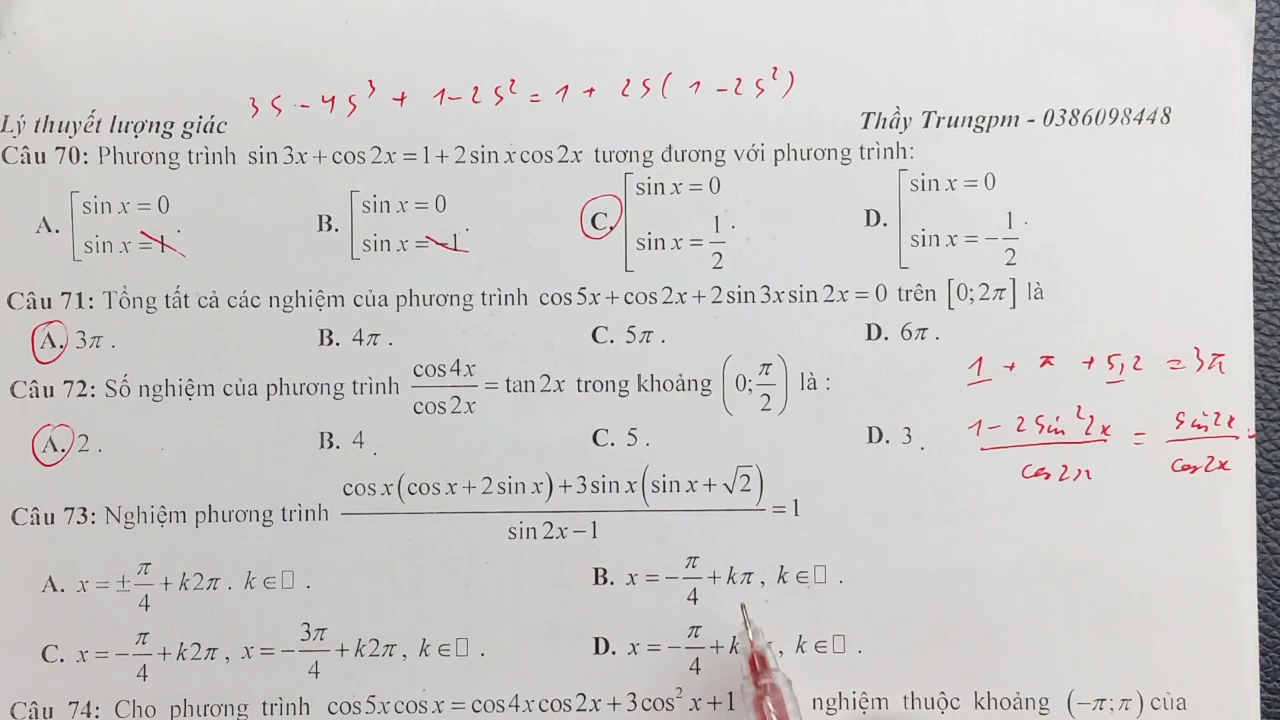 3s - 4s³ + 1 - 2s² = 1 + 2s(1 - 2s²)
Lý thuyết lượng giác Thầy Trungpm - 0386098448
Câu 70: Phương trình sin 3x + cos 2x = 1 + 2 sin x cos 2x tương đương với phương trình:
A. [sin x = 0 sin x = 1 . B. [sin x = 0 sin x = -1 . C. [sin x = 0 sin x = 1/2 . D. [sin x = 0 sin x = -1/2 .
Câu 71: Tổng tất cả các nghiệm của phương trình cos 5x + cos 2x + 2 sin 3x sin 2x = 0 trên [0; 2π] là
A. 3π . B. 4π . C. 5π . D. 6π .
1 + π + 5,2 = 3π
Câu 72: Số nghiệm của phương trình cos 4x / cos 2x = tan 2x trong khoảng (0; π/2) là :
A. 2 . B. 4 . C. 5 . D. 3 .
1 - 2 sin² 2x / cos 2x = sin 2x / cos 2x
Câu 73: Nghiệm phương trình cos x (cos x + 2 sin x) + 3 sin x (sin x + √2) / sin 2x - 1 = 1
A. x = ± π/4 + k2π . k ∈ □ . B. x = - π/4 + kπ , k ∈ □ .
C. x = - π/4 + k2π , x = - 3π/4 + k2π , k ∈ □ . D. x = - π/4 + k , k ∈ □ .
Câu 74: Cho phương trình cos 5x cos x = cos 4x cos 2x + 3 cos² x + 1 nghiệm thuộc khoảng (-π; π) của